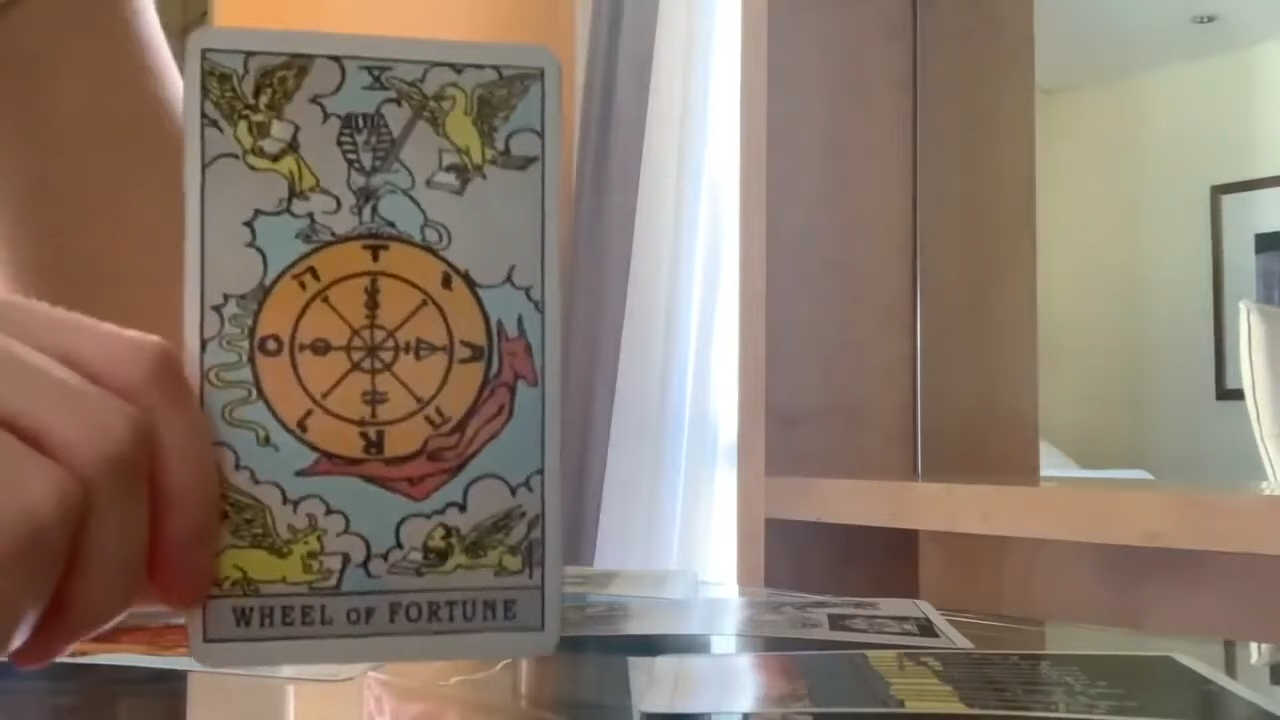 X
T
ה י
O A
ו ה
R
WHEEL OF FORTUNE